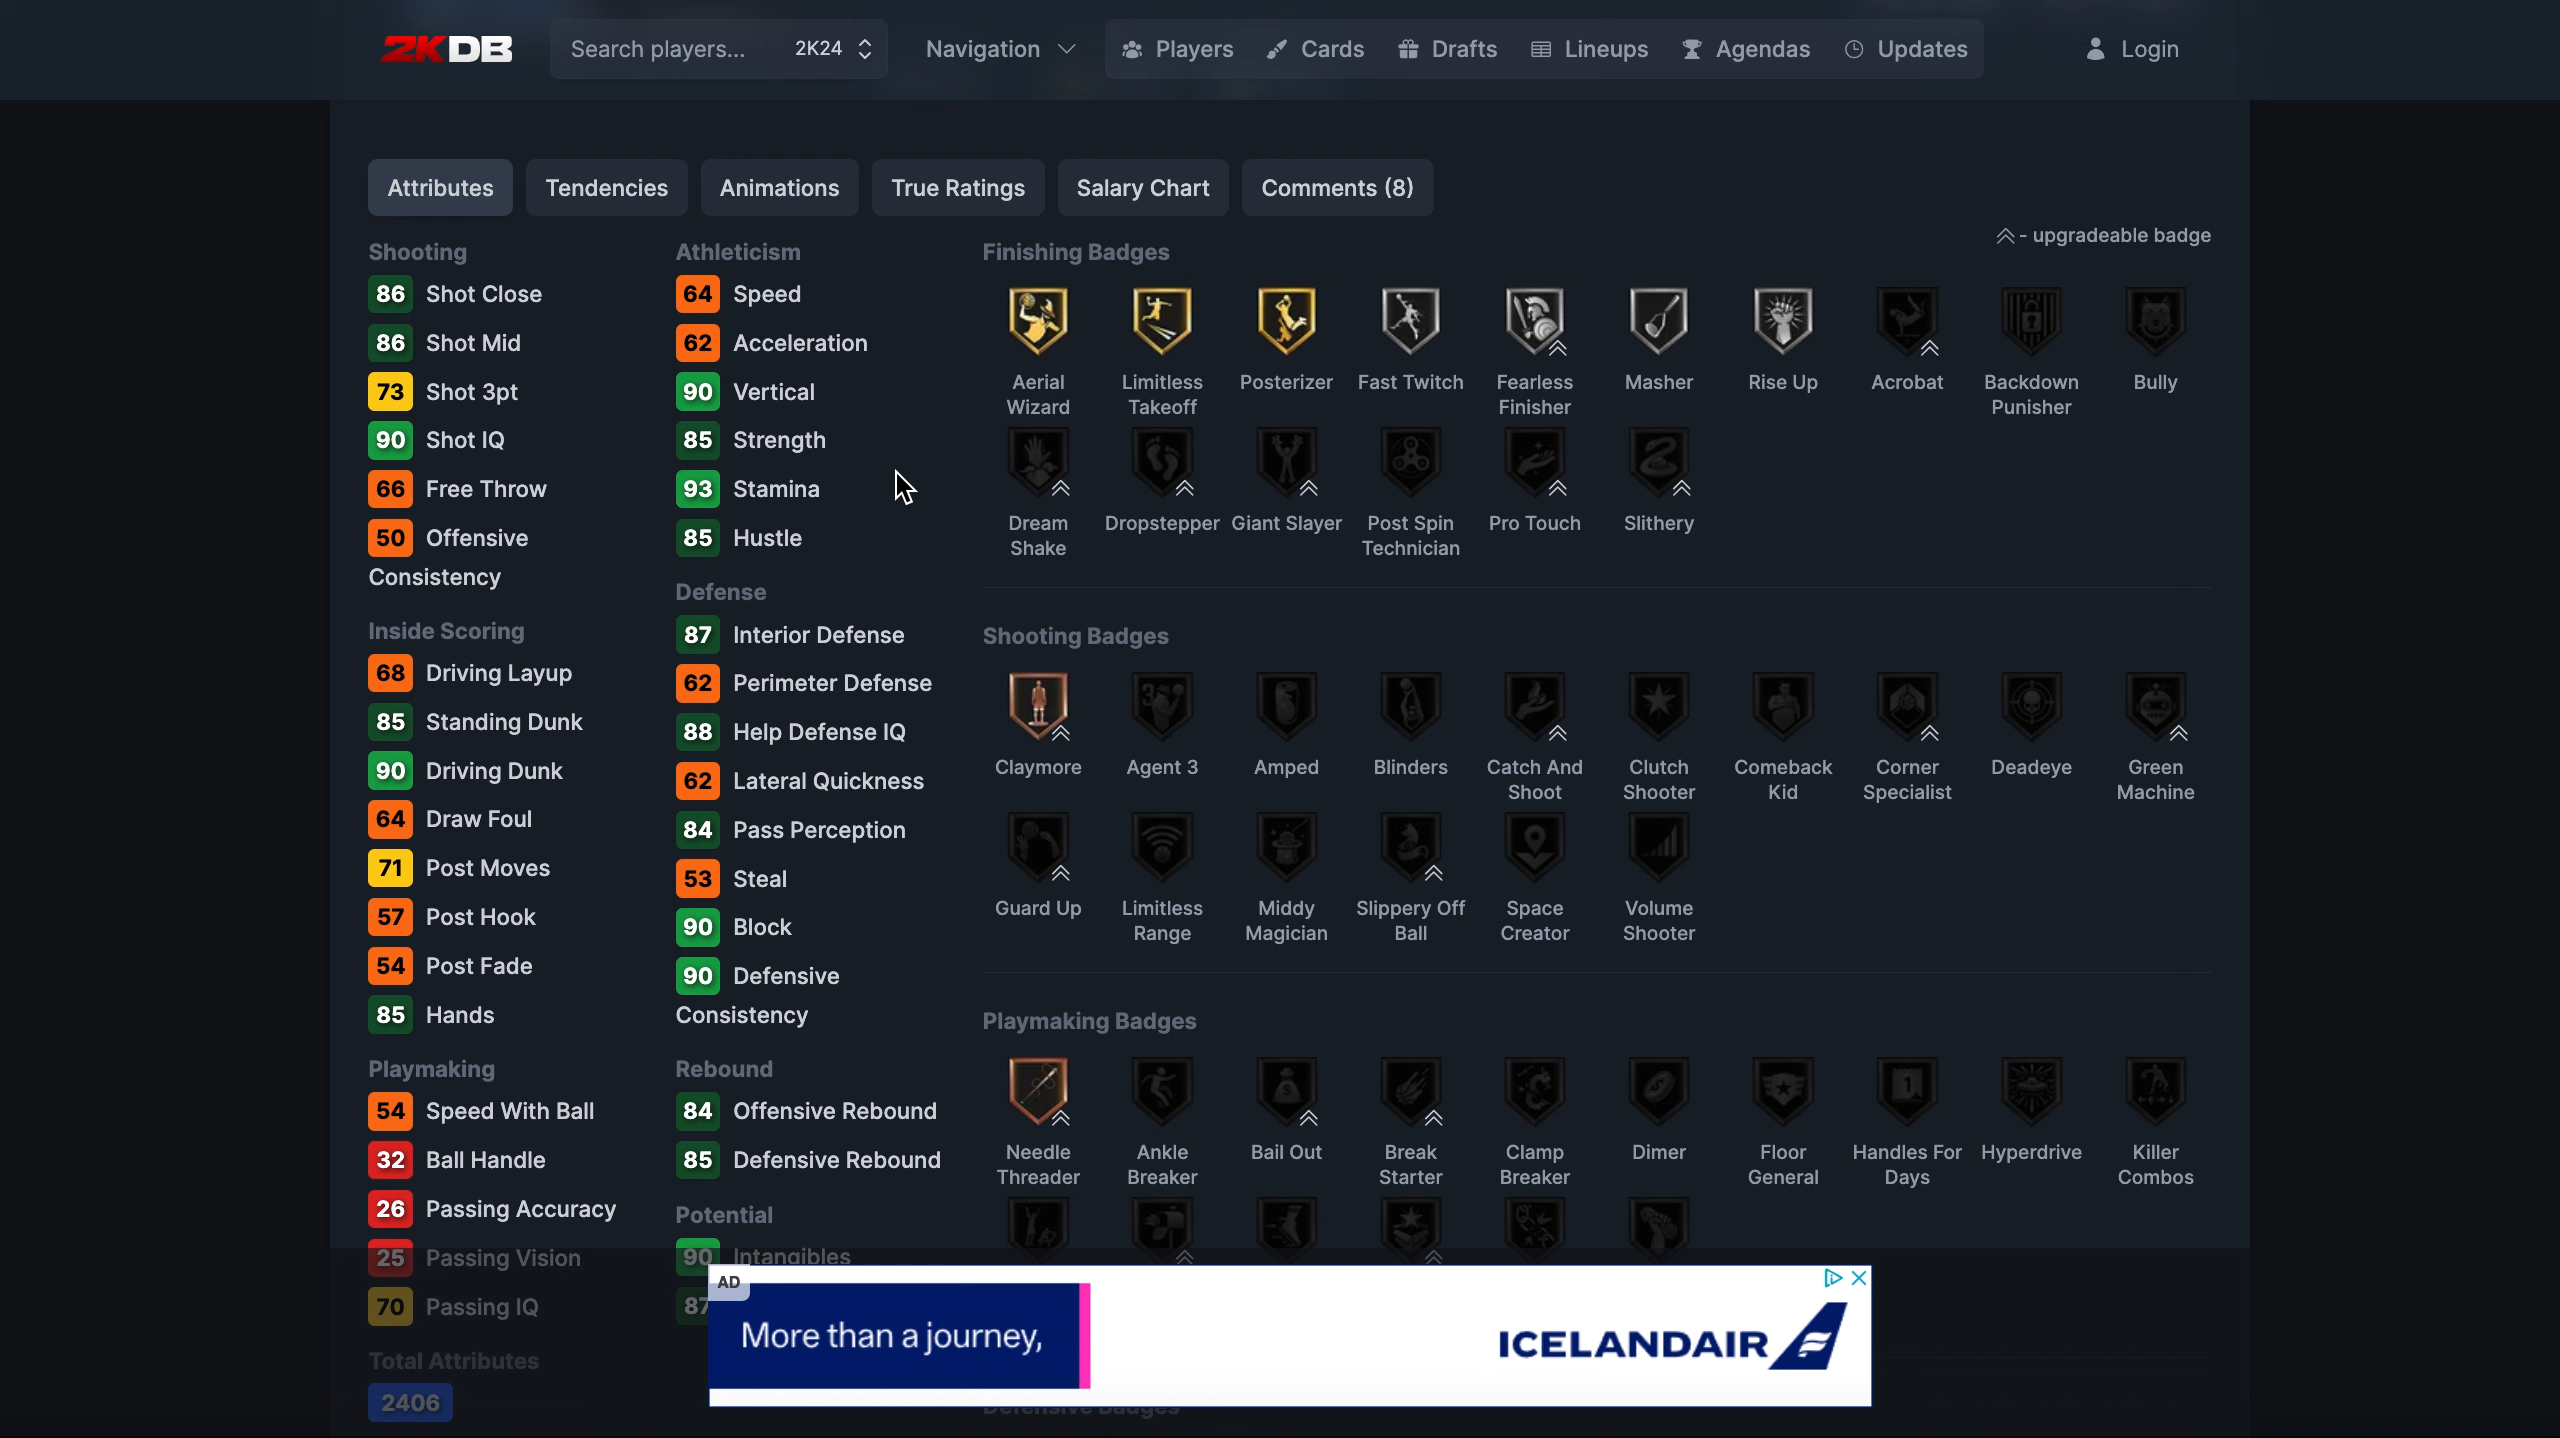 2KDB
Search players...
2K24
Navigation
Players
Cards
Drafts
Lineups
Agendas
Updates
Login
Attributes
Tendencies
Animations
True Ratings
Salary Chart
Comments (8)
- upgradeable badge
Shooting
86 Shot Close
86 Shot Mid
73 Shot 3pt
90 Shot IQ
66 Free Throw
50 Offensive
Consistency
Inside Scoring
68 Driving Layup
85 Standing Dunk
90 Driving Dunk
64 Draw Foul
71 Post Moves
57 Post Hook
54 Post Fade
85 Hands
Playmaking
54 Speed With Ball
32 Ball Handle
26 Passing Accuracy
25 Passing Vision
70 Passing IQ
Total Attributes
2406
Athleticism
64 Speed
62 Acceleration
90 Vertical
85 Strength
93 Stamina
85 Hustle
Defense
87 Interior Defense
62 Perimeter Defense
88 Help Defense IQ
62 Lateral Quickness
84 Pass Perception
53 Steal
90 Block
90 Defensive
Consistency
Rebound
84 Offensive Rebound
85 Defensive Rebound
Potential
90 Intangibles
87
Finishing Badges
Aerial
Wizard
Limitless
Takeoff
Posterizer
Fast Twitch
Fearless
Finisher
Masher
Rise Up
Acrobat
Backdown
Punisher
Bully
Dream
Shake
Dropstepper
Giant Slayer
Post Spin
Technician
Pro Touch
Slithery
Shooting Badges
Claymore
Agent 3
Amped
Blinders
Catch And
Shoot
Clutch
Shooter
Comeback
Kid
Corner
Specialist
Deadeye
Green
Machine
Guard Up
Limitless
Range
Middy
Magician
Slippery Off
Ball
Space
Creator
Volume
Shooter
Playmaking Badges
Needle
Threader
Ankle
Breaker
Bail Out
Break
Starter
Clamp
Breaker
Dimer
Floor
General
Handles For
Days
Hyperdrive
Killer
Combos
AD
More than a journey,
ICELANDAIR
Defensive Badges